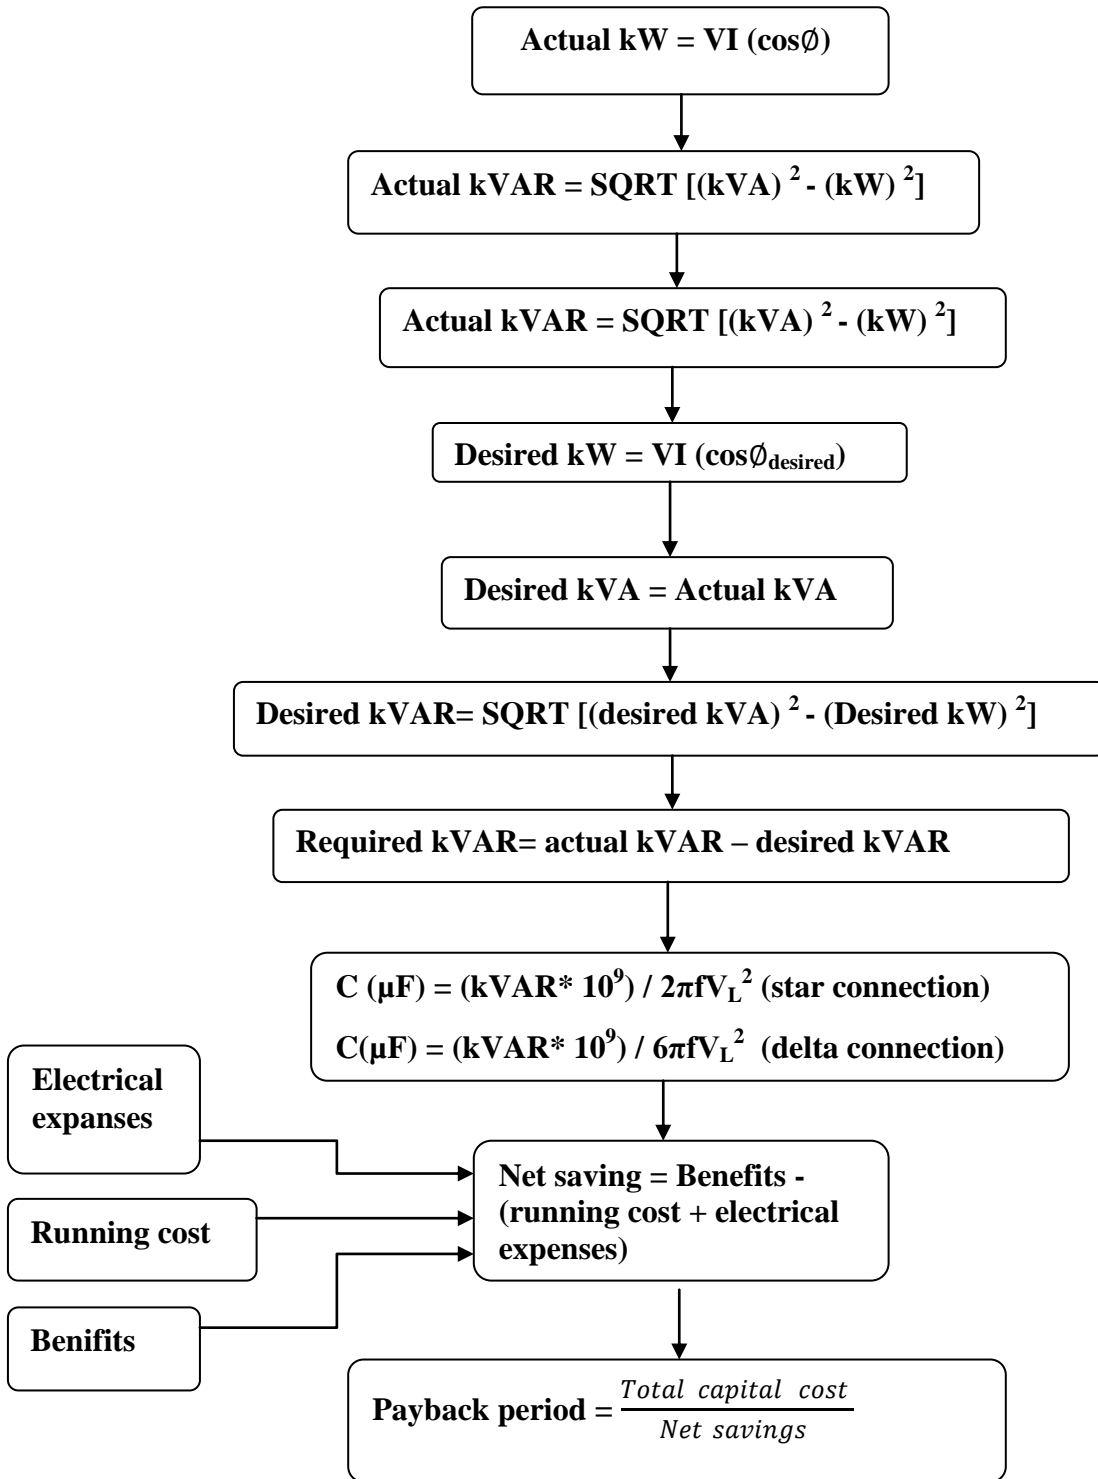 Actual kW = VI (cos∅)
Actual kVAR = SQRT [(kVA) ² - (kW) ²]
Actual kVAR = SQRT [(kVA) ² - (kW) ²]
Desired kW = VI (cos∅desired)
Desired kVA = Actual kVA
Desired kVAR= SQRT [(desired kVA) ² - (Desired kW) ²]
Required kVAR= actual kVAR – desired kVAR
C (µF) = (kVAR* 10⁹) / 2πfV_L² (star connection)
C(µF) = (kVAR* 10⁹) / 6πfV_L² (delta connection)
Electrical
expanses
Running cost
Benifits
Net saving = Benefits -
(running cost + electrical
expenses)
Payback period = Total capital cost / Net savings